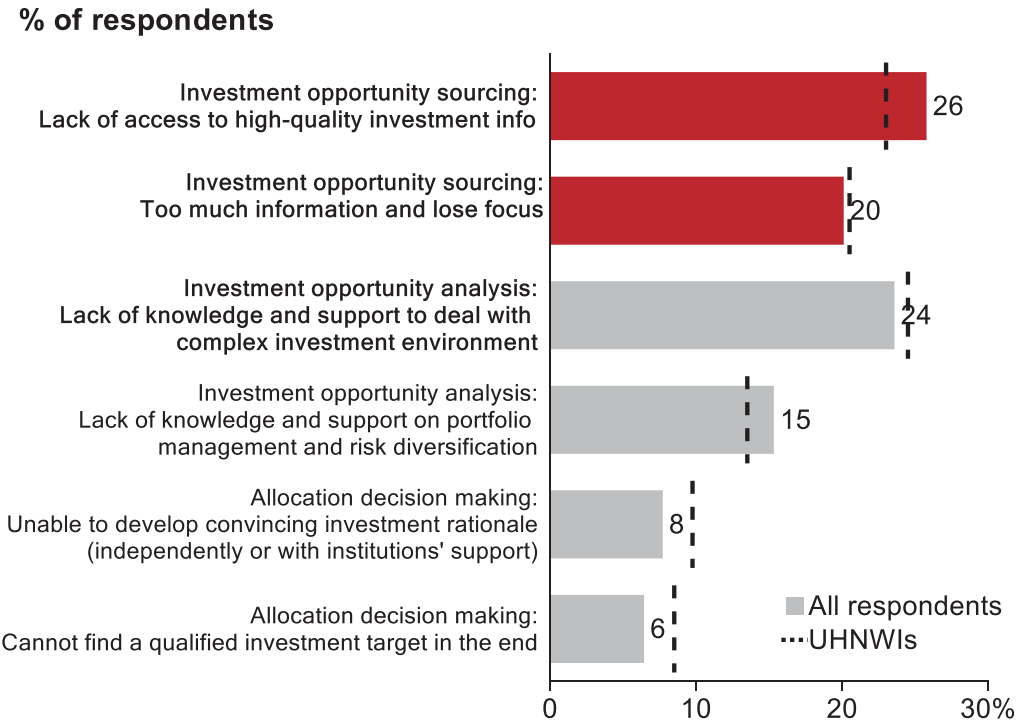 % of respondents
Investment opportunity sourcing:
Lack of access to high-quality investment info
26
Investment opportunity sourcing:
Too much information and lose focus
20
Investment opportunity analysis:
Lack of knowledge and support to deal with
complex investment environment
24
Investment opportunity analysis:
Lack of knowledge and support on portfolio
management and risk diversification
15
Allocation decision making:
Unable to develop convincing investment rationale
(independently or with institutions' support)
8
Allocation decision making:
Cannot find a qualified investment target in the end
6
All respondents
UHNWIs
0 10 20 30%